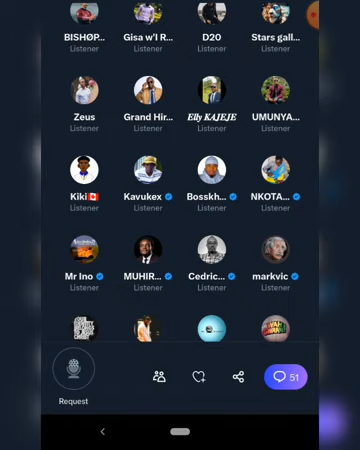 BISHØP...
Gisa w'I R...
D20
Stars gall...
Listener
Listener
Listener
Listener
Zeus
Grand Hir...
Elly KAJEJE
UMUNYA...
Listener
Listener
Listener
Listener
Kiki🇨🇦
Kavukex
Bosskh...
NKOTA...
Listener
Listener
Listener
Listener
Mr Ino
MUHIR...
Cedric...
markvic
Listener
Listener
Listener
Listener
51
Request